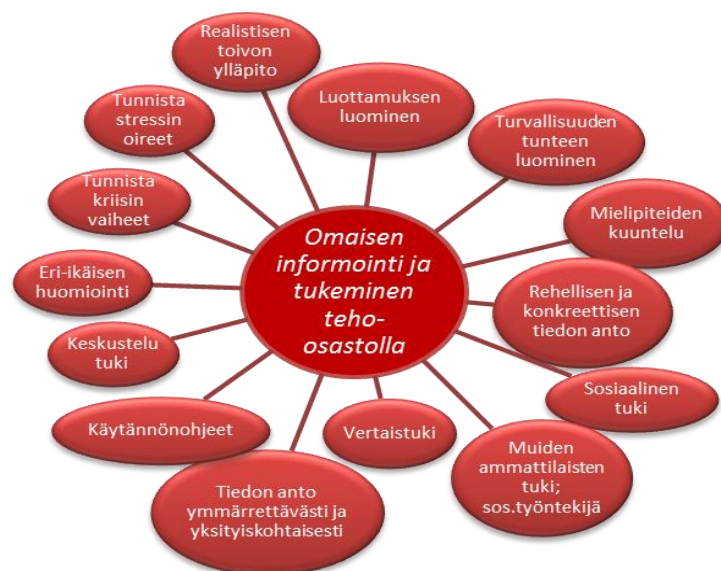 Realistisen
toivon
ylläpito
Luottamuksen
luominen
Turvallisuuden
tunteen
luominen
Mielipiteiden
kuuntelu
Rehellisen ja
konkreettisen
tiedon anto
Sosiaalinen
tuki
Muiden
ammattilaisten
tuki;
sos.työntekijä
Vertaistuki
Tiedon anto
ymmärrettävästi ja
yksityiskohtaisesti
Käytännönohjeet
Keskustelu
tuki
Eri-ikäisen
huomiointi
Tunnista
kriisin
vaiheet
Tunnista
stressin
oireet
Omaisen
informointi ja
tukeminen
teho-
osastolla